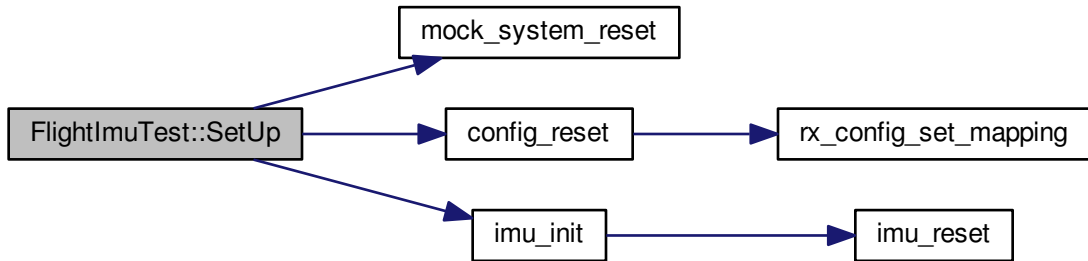 mock_system_reset
FlightImuTest::SetUp
config_reset
rx_config_set_mapping
imu_init
imu_reset